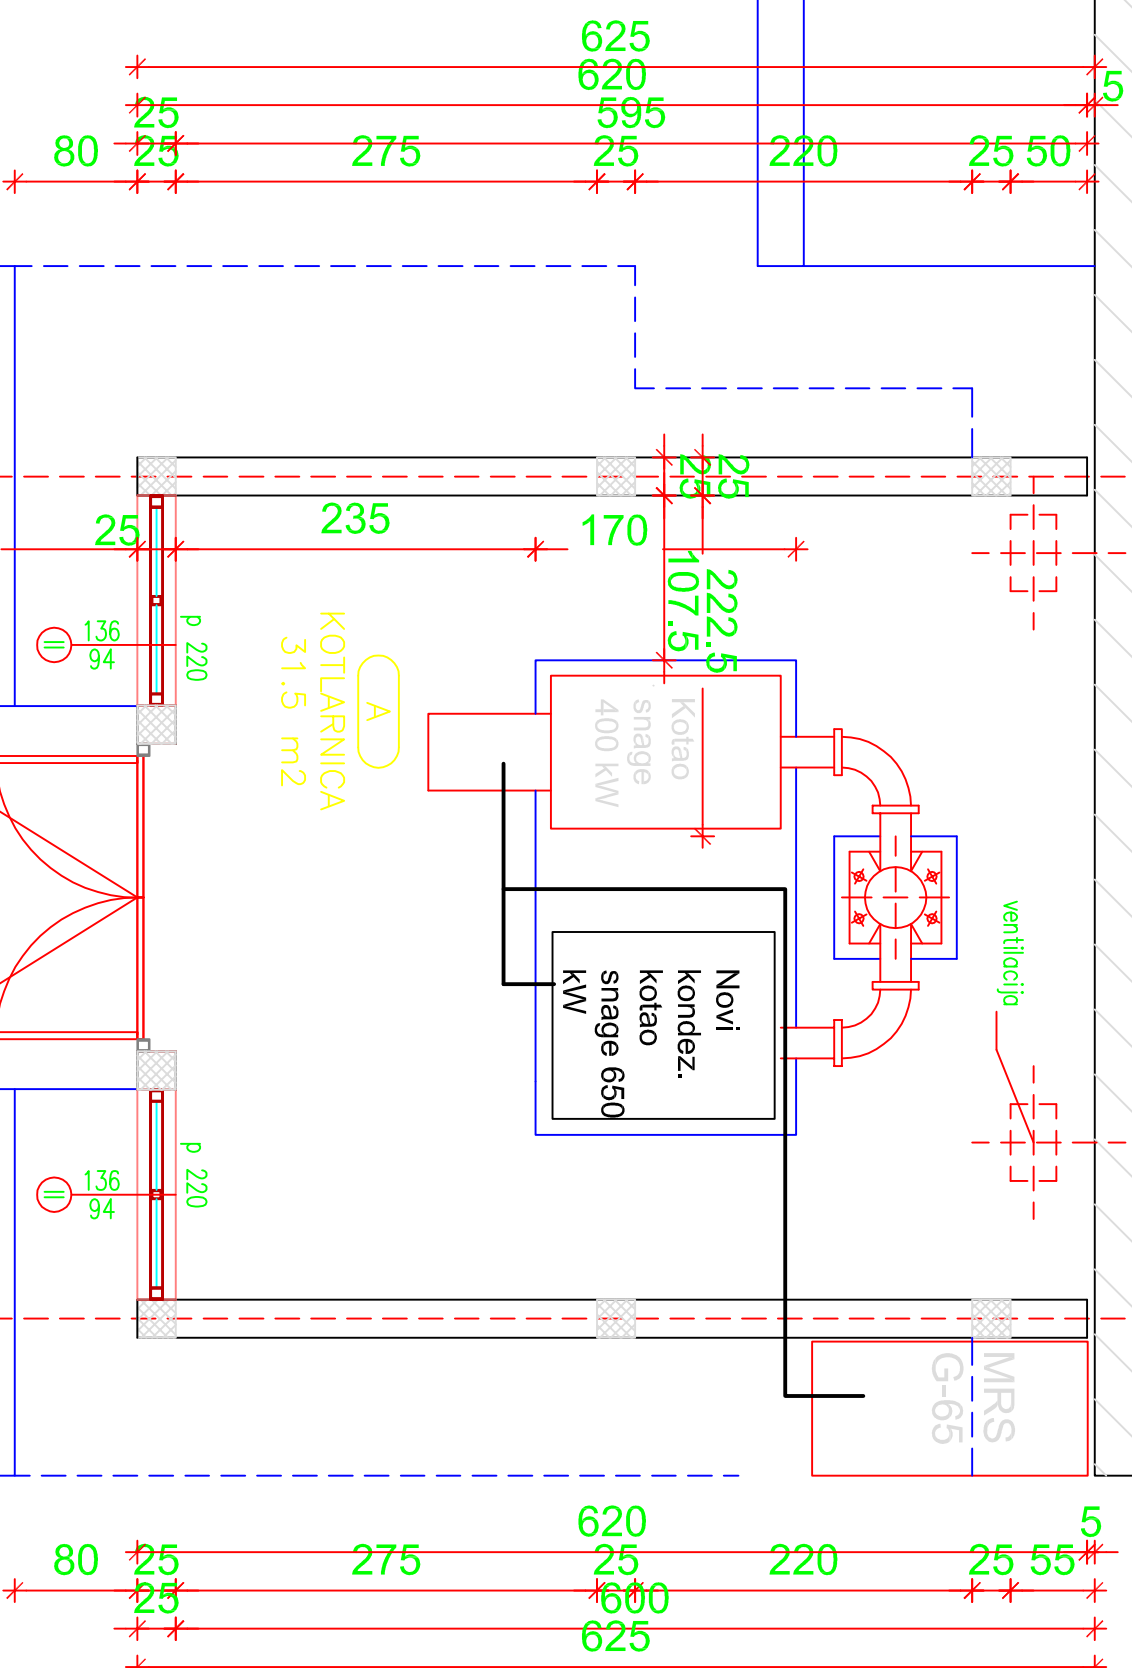 625
620
5
25
595
80
25
275
25
220
25
50
25
25
25
235
170
222.5
107.5
136
94
p 220
A
KOTLARNICA
31.5 m2
Kotao
snage
400 kW
ventilacija
Novi
kondez.
kotao
snage 650
kW
136
94
p 220
MRS
G-65
620
5
80
25
275
25
220
25
55
25
600
625